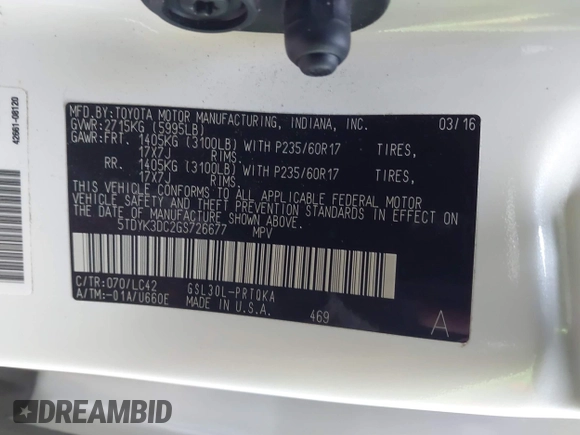 MFD.BY: TOYOTA MOTOR MANUFACTURING, INDIANA, INC. 03/16
GVWR: 2715KG (5995LB)
GAWR: FRT. 1405KG (3100LB) WITH P235/60R17 TIRES,
17X7J RIMS,
RR. 1405KG (3100LB) WITH P235/60R17 TIRES,
17X7J RIMS.
THIS VEHICLE CONFORMS TO ALL APPLICABLE FEDERAL MOTOR
VEHICLE SAFETY AND THEFT PREVENTION STANDARDS IN EFFECT
ON THE DATE OF MANUFACTURE SHOWN ABOVE.
5TDYK3DC2GS726677 MPV
C/TR: 070/LC42 GSL30L-PRTQKA
A/TM: -01A/U660E MADE IN U.S.A. 469
A
42661-08120
DREAMBID